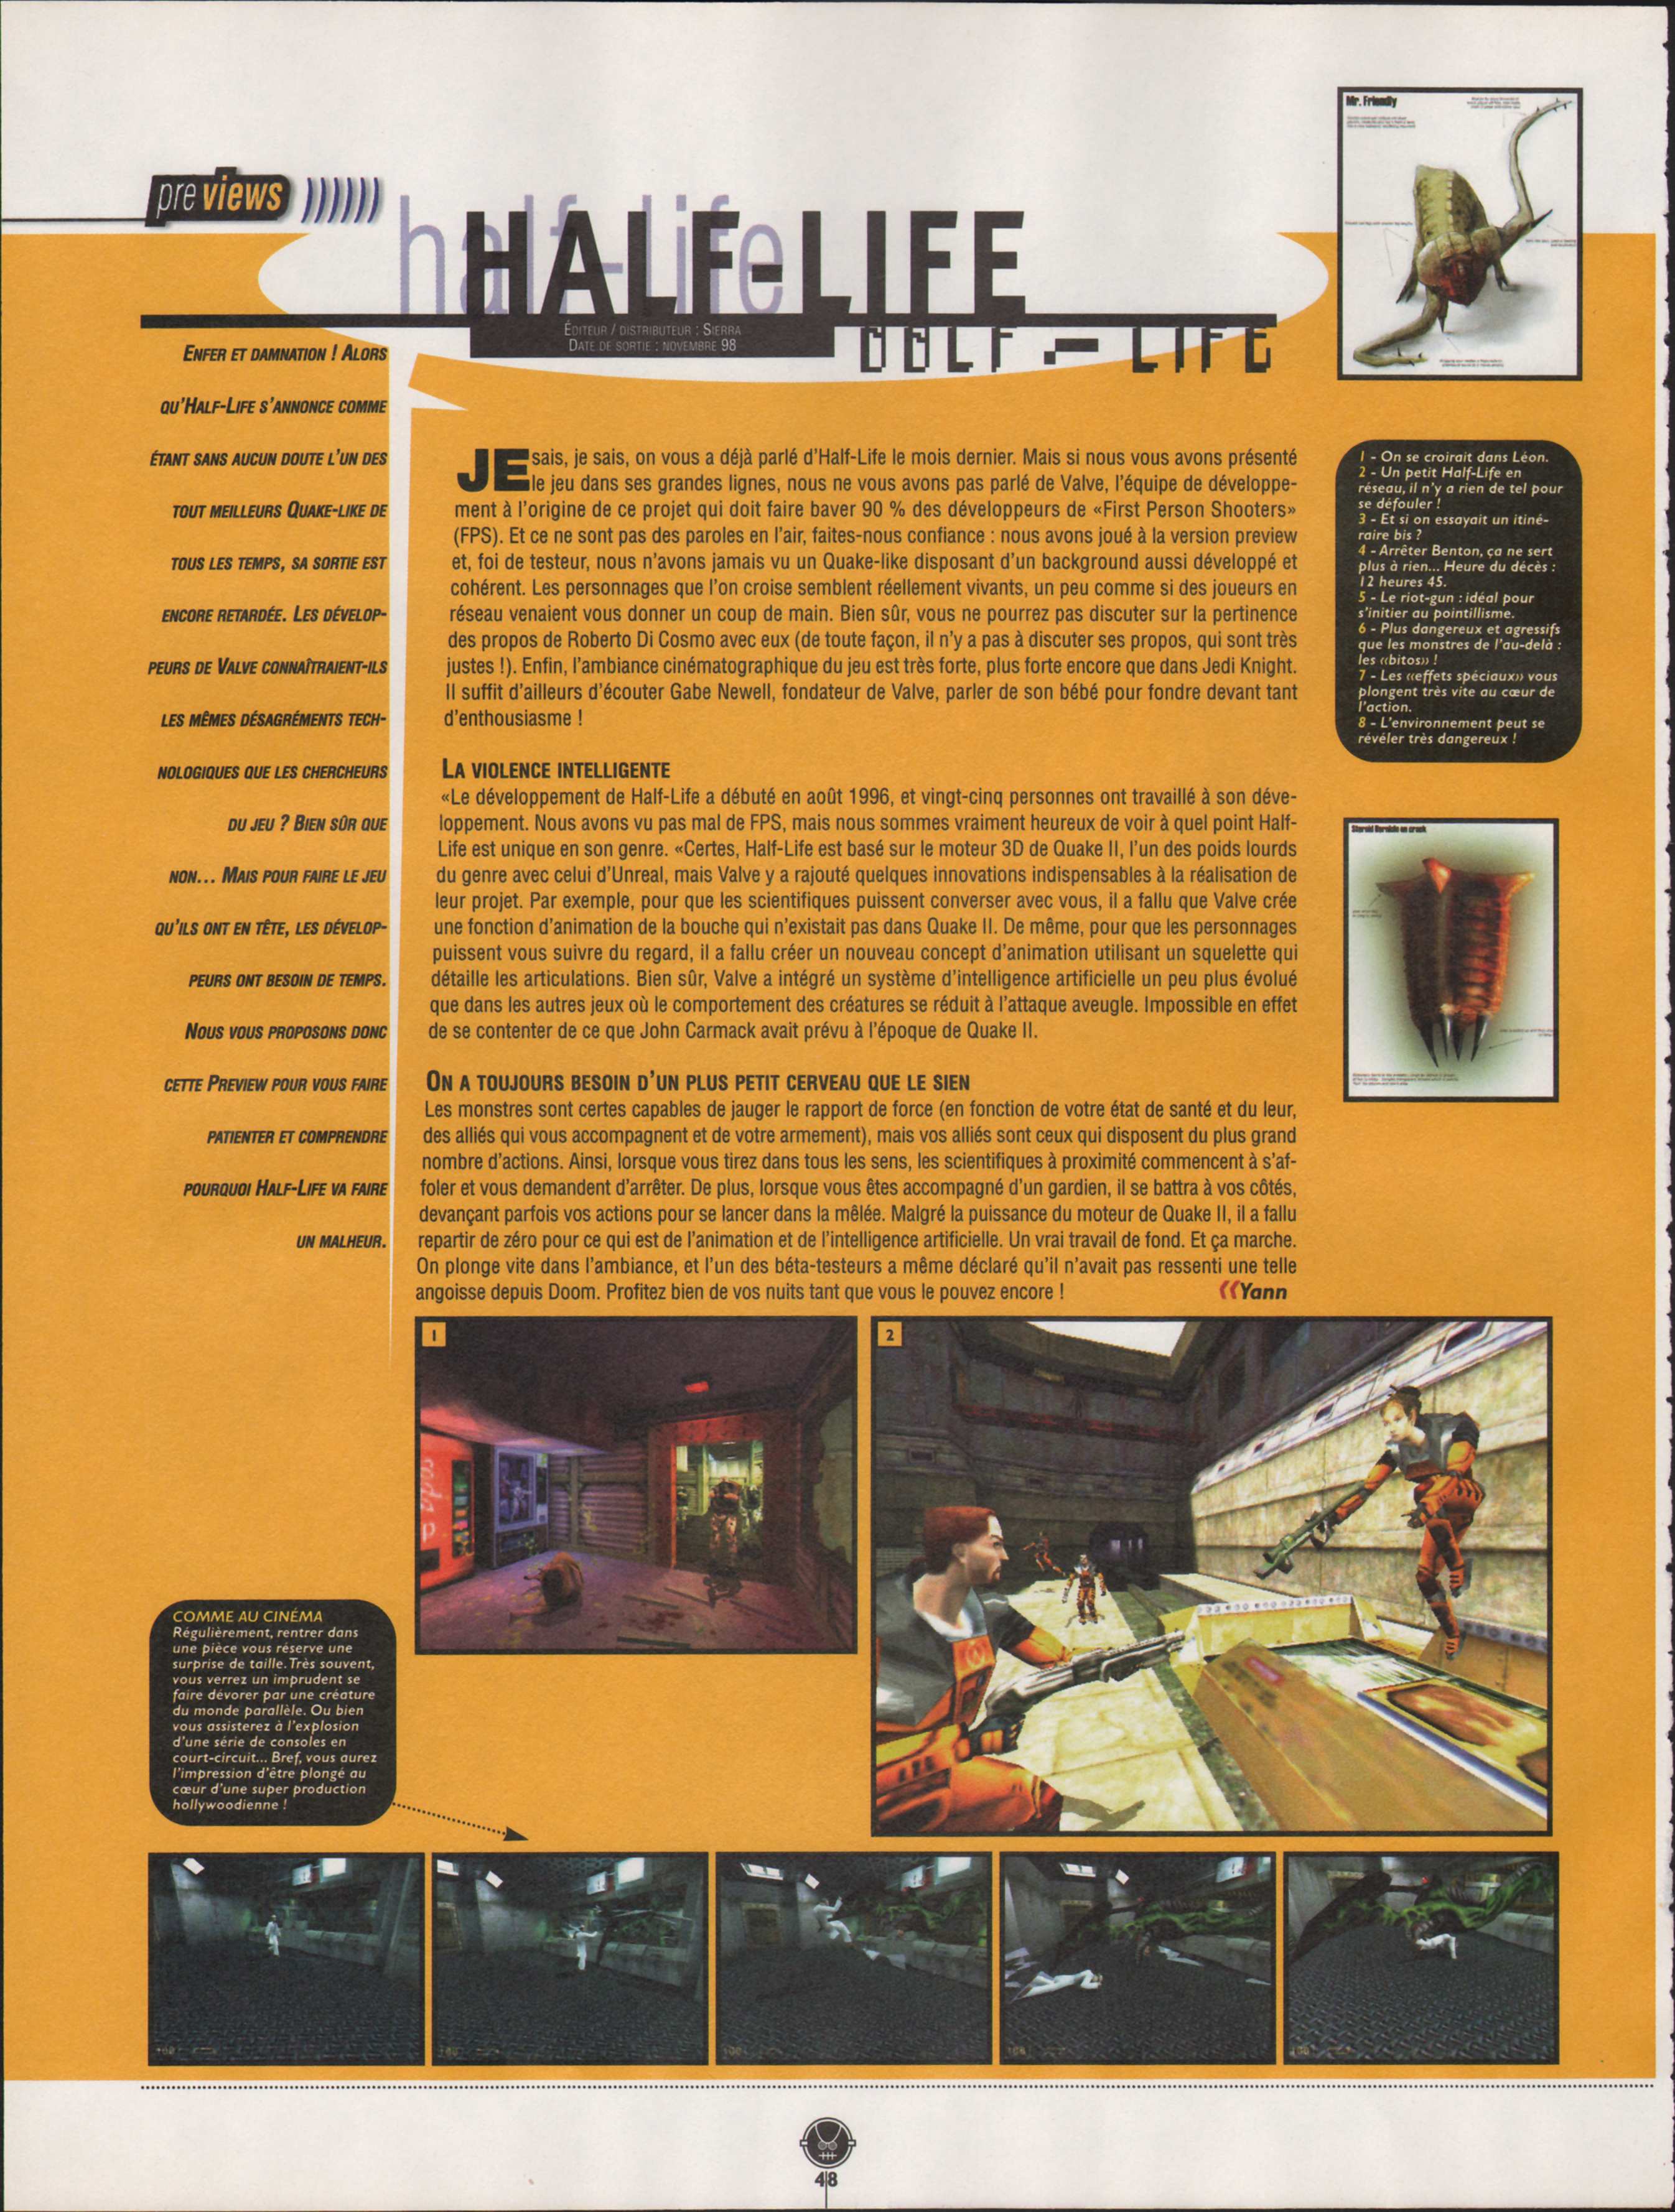 pre views
half-life
HALF-LIFE
ÉDITEUR / DISTRIBUTEUR : SIERRA
DATE DE SORTIE : NOVEMBRE 98
ENFER ET DAMNATION ! ALORS
QU'HALF-LIFE S'ANNONCE COMME
ÉTANT SANS AUCUN DOUTE L'UN DES
TOUT MEILLEURS QUAKE-LIKE DE
TOUS LES TEMPS, SA SORTIE EST
ENCORE RETARDÉE. LES DÉVELOP-
PEURS DE VALVE CONNAÎTRAIENT-ILS
LES MÊMES DÉSAGRÉMENTS TECH-
NOLOGIQUES QUE LES CHERCHEURS
DU JEU ? BIEN SÛR QUE
NON... MAIS POUR FAIRE LE JEU
QU'ILS ONT EN TÊTE, LES DÉVELOP-
PEURS ONT BESOIN DE TEMPS.
NOUS VOUS PROPOSONS DONC
CETTE PREVIEW POUR VOUS FAIRE
PATIENTER ET COMPRENDRE
POURQUOI HALF-LIFE VA FAIRE
UN MALHEUR.
JE sais, je sais, on vous a déjà parlé d'Half-Life le mois dernier. Mais si nous vous avons présenté
le jeu dans ses grandes lignes, nous ne vous avons pas parlé de Valve, l'équipe de développe-
ment à l'origine de ce projet qui doit faire baver 90 % des développeurs de «First Person Shooters»
(FPS). Et ce ne sont pas des paroles en l'air, faites-nous confiance : nous avons joué à la version preview
et, foi de testeur, nous n'avons jamais vu un Quake-like disposant d'un background aussi développé et
cohérent. Les personnages que l'on croise semblent réellement vivants, un peu comme si des joueurs en
réseau venaient vous donner un coup de main. Bien sûr, vous ne pourrez pas discuter sur la pertinence
des propos de Roberto Di Cosmo avec eux (de toute façon, il n'y a pas à discuter ses propos, qui sont très
justes !). Enfin, l'ambiance cinématographique du jeu est très forte, plus forte encore que dans Jedi Knight.
Il suffit d'ailleurs d'écouter Gabe Newell, fondateur de Valve, parler de son bébé pour fondre devant tant
d'enthousiasme !
LA VIOLENCE INTELLIGENTE
«Le développement de Half-Life a débuté en août 1996, et vingt-cinq personnes ont travaillé à son déve-
loppement. Nous avons vu pas mal de FPS, mais nous sommes vraiment heureux de voir à quel point Half-
Life est unique en son genre. «Certes, Half-Life est basé sur le moteur 3D de Quake II, l'un des poids lourds
du genre avec celui d'Unreal, mais Valve y a rajouté quelques innovations indispensables à la réalisation de
leur projet. Par exemple, pour que les scientifiques puissent converser avec vous, il a fallu que Valve crée
une fonction d'animation de la bouche qui n'existait pas dans Quake II. De même, pour que les personnages
puissent vous suivre du regard, il a fallu créer un nouveau concept d'animation utilisant un squelette qui
détaille les articulations. Bien sûr, Valve a intégré un système d'intelligence artificielle un peu plus évolué
que dans les autres jeux où le comportement des créatures se réduit à l'attaque aveugle. Impossible en effet
de se contenter de ce que John Carmack avait prévu à l'époque de Quake II.
ON A TOUJOURS BESOIN D'UN PLUS PETIT CERVEAU QUE LE SIEN
Les monstres sont certes capables de jauger le rapport de force (en fonction de votre état de santé et du leur,
des alliés qui vous accompagnent et de votre armement), mais vos alliés sont ceux qui disposent du plus grand
nombre d'actions. Ainsi, lorsque vous tirez dans tous les sens, les scientifiques à proximité commencent à s'af-
foler et vous demandent d'arrêter. De plus, lorsque vous êtes accompagné d'un gardien, il se battra à vos côtés,
devançant parfois vos actions pour se lancer dans la mêlée. Malgré la puissance du moteur de Quake II, il a fallu
repartir de zéro pour ce qui est de l'animation et de l'intelligence artificielle. Un vrai travail de fond. Et ça marche.
On plonge vite dans l'ambiance, et l'un des béta-testeurs a même déclaré qu'il n'avait pas ressenti une telle
angoisse depuis Doom. Profitez bien de vos nuits tant que vous le pouvez encore !
Yann
Mr. Friendly
1 - On se croirait dans Léon.
2 - Un petit Half-Life en
réseau, il n'y a rien de tel pour
se défouler !
3 - Et si on essayait un itiné-
raire bis ?
4 - Arrêter Benton, ça ne sert
plus à rien... Heure du décès :
12 heures 45.
5 - Le riot-gun : idéal pour
s'initier au pointillisme.
6 - Plus dangereux et agressifs
que les monstres de l'au-delà :
les «bitos» !
7 - Les «effets spéciaux» vous
plongent très vite au cœur de
l'action.
8 - L'environnement peut se
révéler très dangereux !
1
2
COMME AU CINÉMA
Régulièrement, rentrer dans
une pièce vous réserve une
surprise de taille. Très souvent,
vous verrez un imprudent se
faire dévorer par une créature
du monde parallèle. Ou bien
vous assisterez à l'explosion
d'une série de consoles en
court-circuit... Bref, vous aurez
l'impression d'être plongé au
cœur d'une super production
hollywoodienne !
48